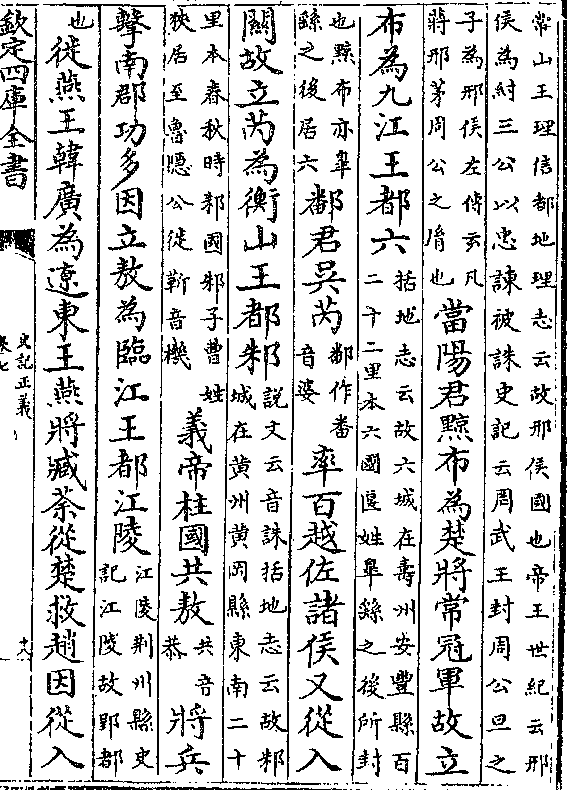 常山王理信都地理志云故邢侯國也帝王世紀云邢
侯為紂三公以忠諫被誅史記云周武王封周公旦之
子為邢侯左傳云凡
蔣邢茅周公之胤也
當陽君黥布為楚將常冠軍故立
布為九江王都六
括地志云故六城在壽州安豐縣百
二十二里本六國偃姓臯繇之後所封
也黥布亦臯
繇之後居六
鄱君吳芮
鄱作番
音婆
率百越佐諸侯又從入
關故立芮為衡山王都邾
說文云音誅括地志云故邾
城在黄州黄岡縣東南二十
里本春秋時邾國邾子曹姓
狹居至魯隱公徙蘄音機
義帝柱國共敖
共音
恭
將兵
擊南郡功多因立敖為臨江王都江陵
江陵荆州縣史
記江陵故郢都
也
徙燕王韓廣為遼東王燕將臧荼從楚救趙因從入
欽定四庫全書
史記正義
卷七
十八